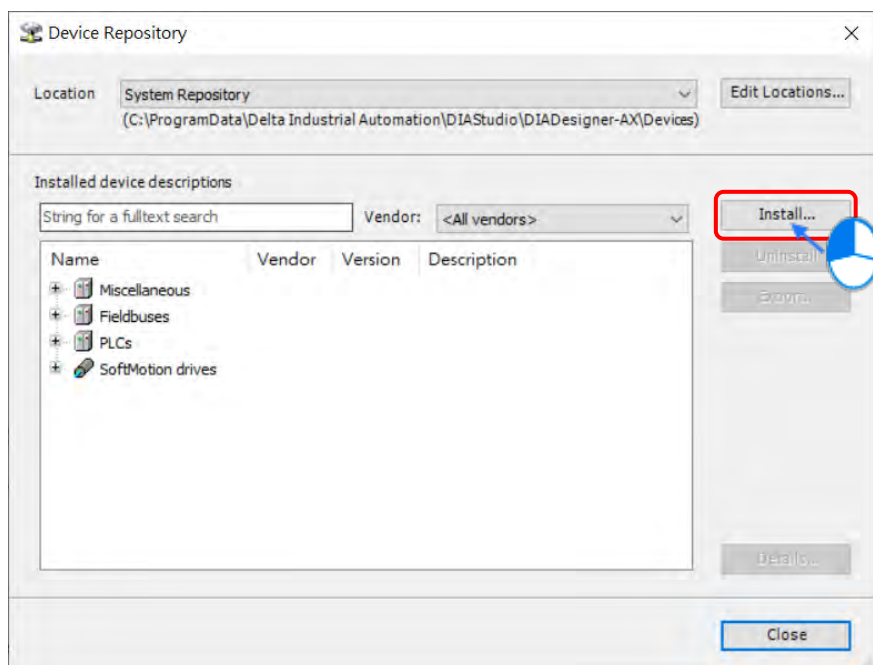 Device Repository
Location
System Repository
Edit Locations...
(C:\ProgramData\Delta Industrial Automation\DIAStudio\DIADesigner-AX\Devices)
Installed device descriptions
String for a fulltext search
Vendor:
<All vendors>
Install...
Name Vendor Version Description
Uninstall
Miscellaneous
Export...
Fieldbuses
PLCs
SoftMotion drives
Details...
Close